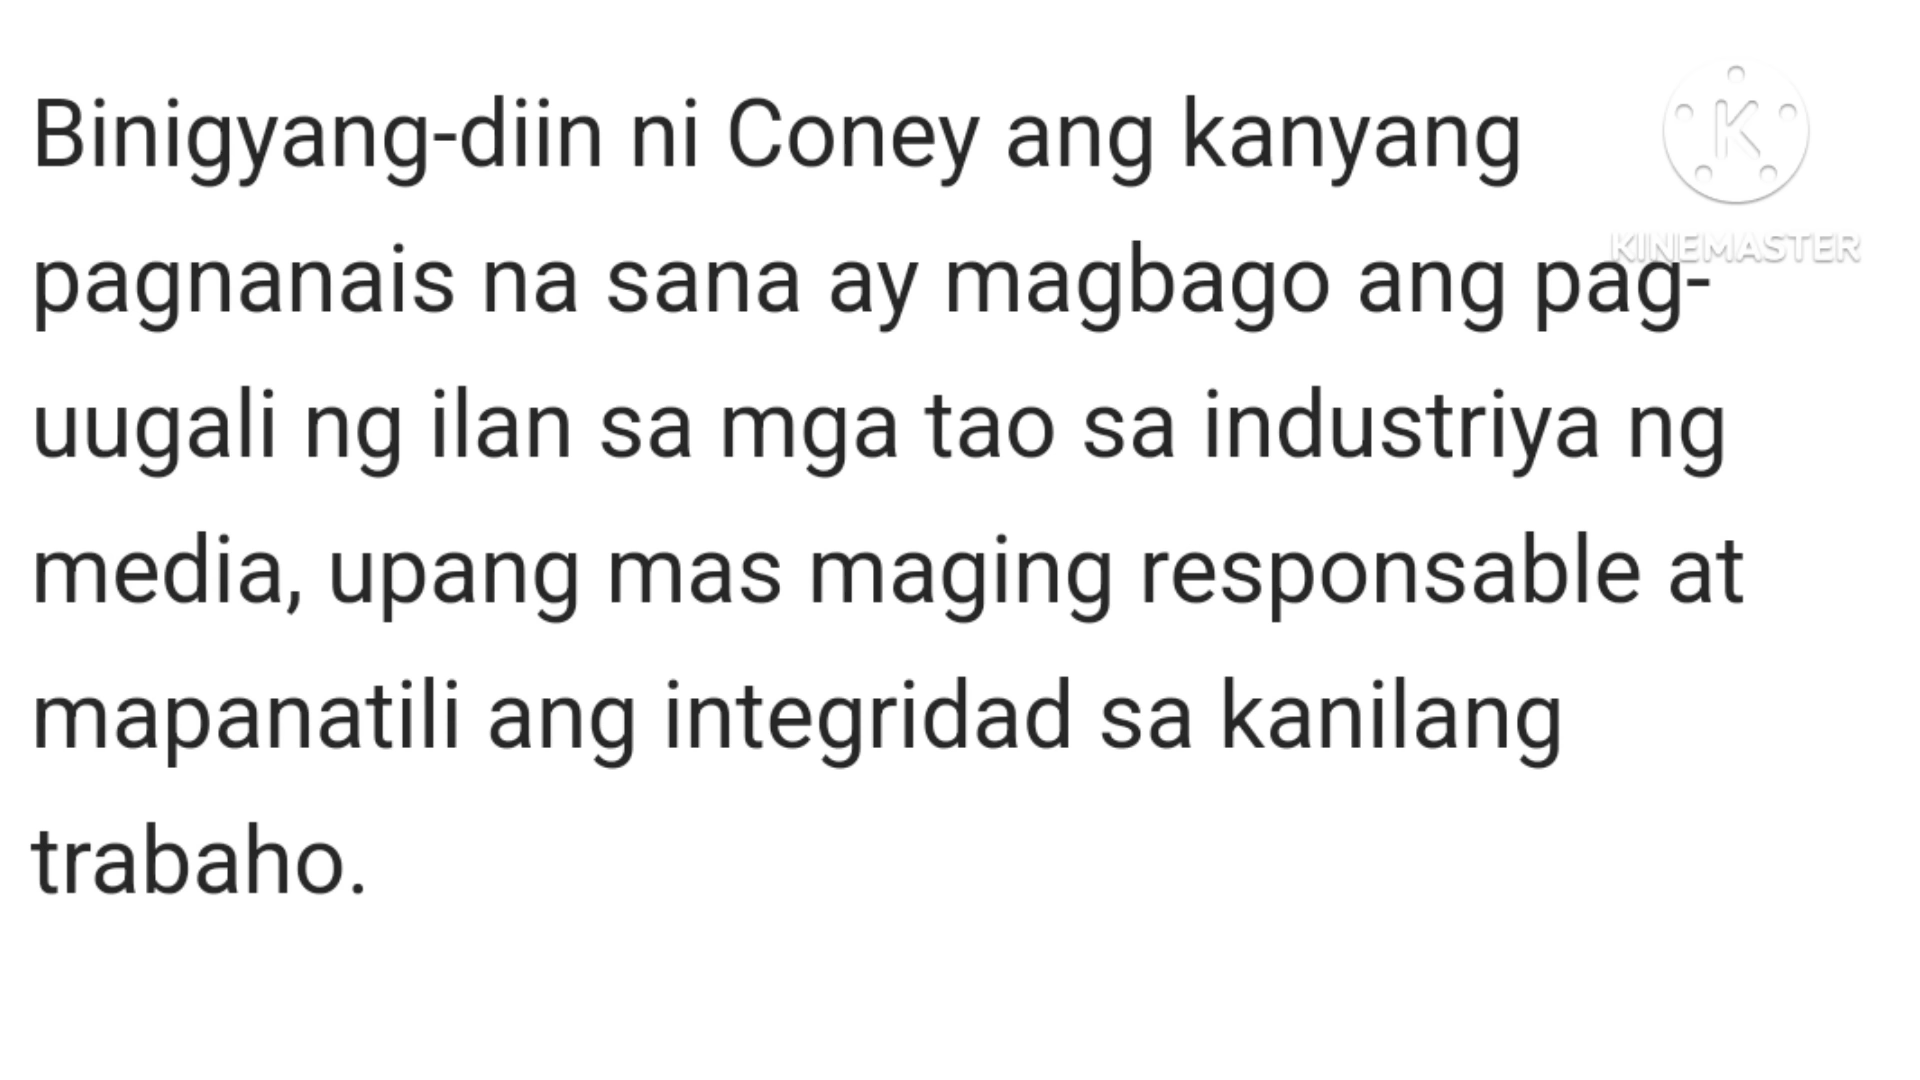 Binigyang-diin ni Coney ang kanyang
pagnanais na sana ay magbago ang pag-
uugali ng ilan sa mga tao sa industriya ng
media, upang mas maging responsable at
mapanatili ang integridad sa kanilang
trabaho.
K
KINEMASTER